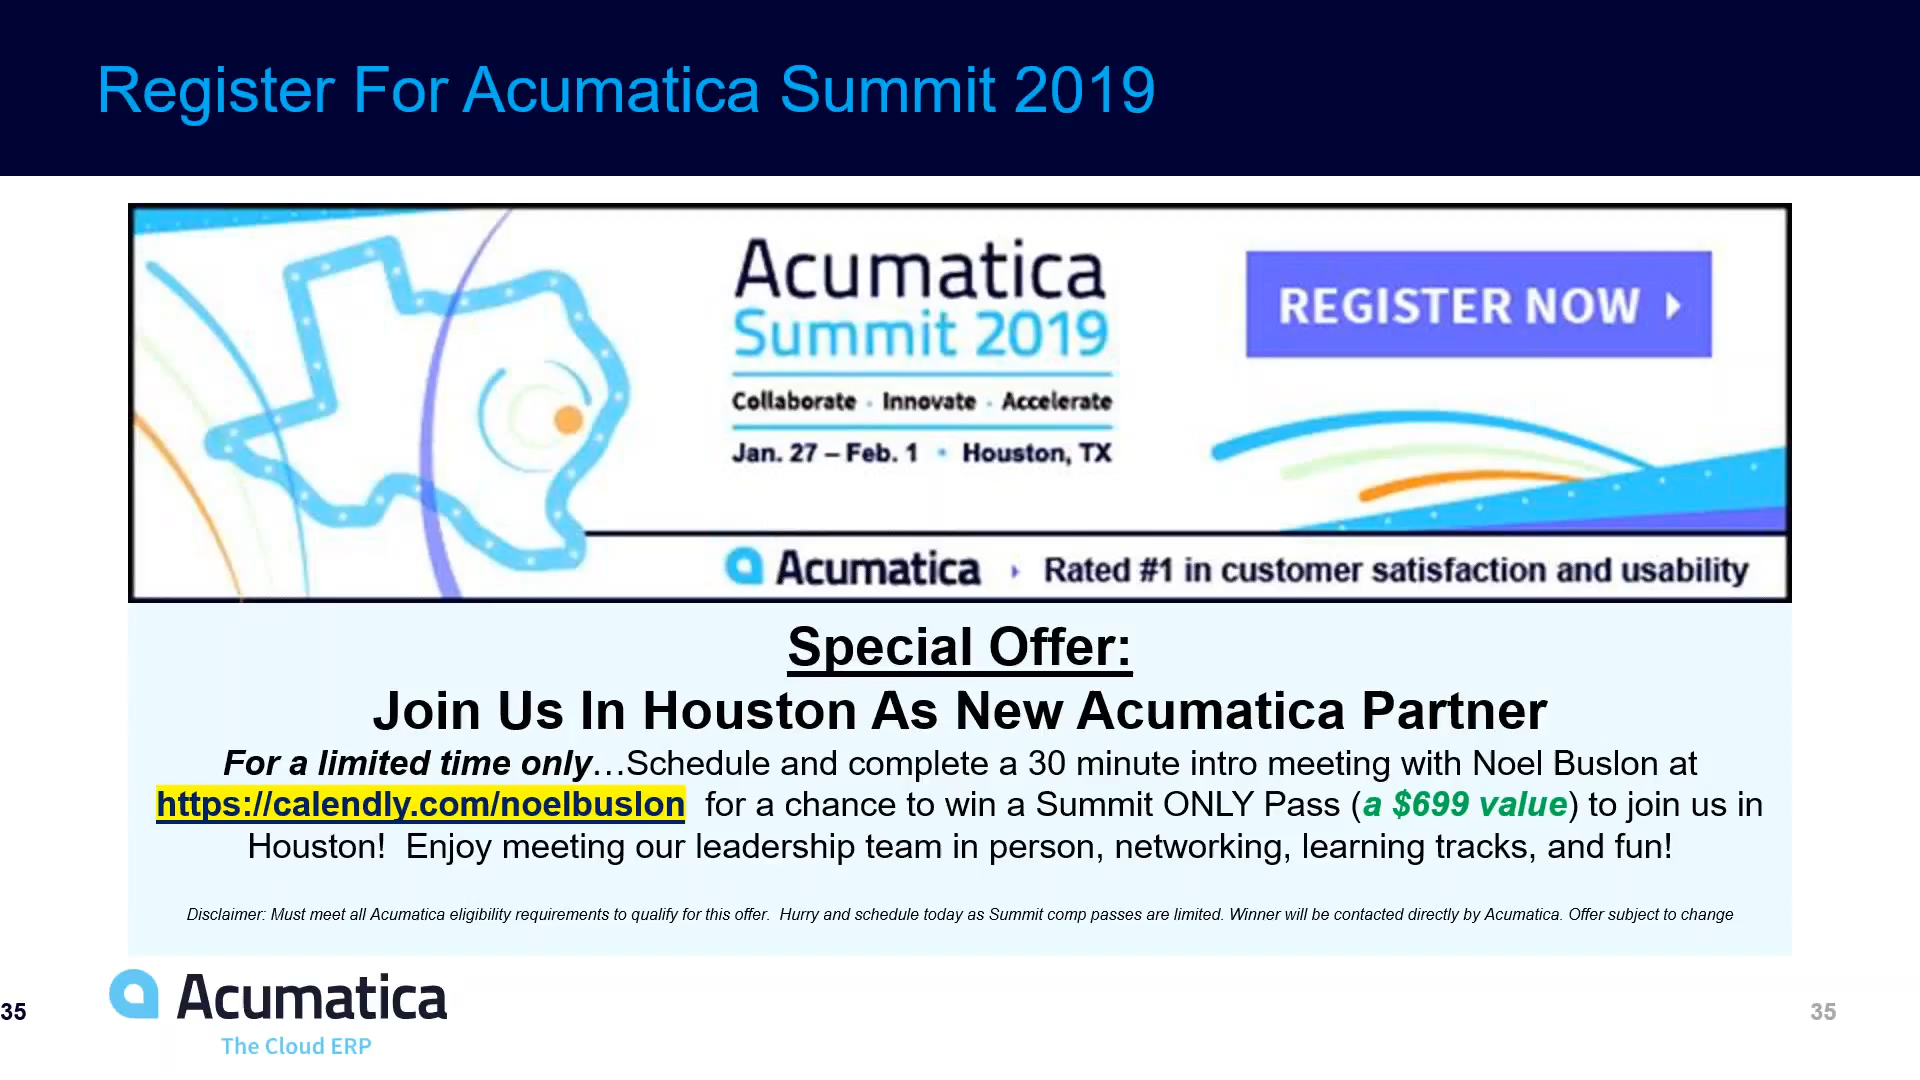 Register For Acumatica Summit 2019
Acumatica
Summit 2019
REGISTER NOW
Collaborate · Innovate · Accelerate
Jan. 27 – Feb. 1 • Houston, TX
Acumatica Rated #1 in customer satisfaction and usability
Special Offer:
Join Us In Houston As New Acumatica Partner
For a limited time only…Schedule and complete a 30 minute intro meeting with Noel Buslon at
https://calendly.com/noelbuslon for a chance to win a Summit ONLY Pass (a $699 value) to join us in
Houston! Enjoy meeting our leadership team in person, networking, learning tracks, and fun!
Disclaimer: Must meet all Acumatica eligibility requirements to qualify for this offer. Hurry and schedule today as Summit comp passes are limited. Winner will be contacted directly by Acumatica. Offer subject to change
35
Acumatica
The Cloud ERP
35